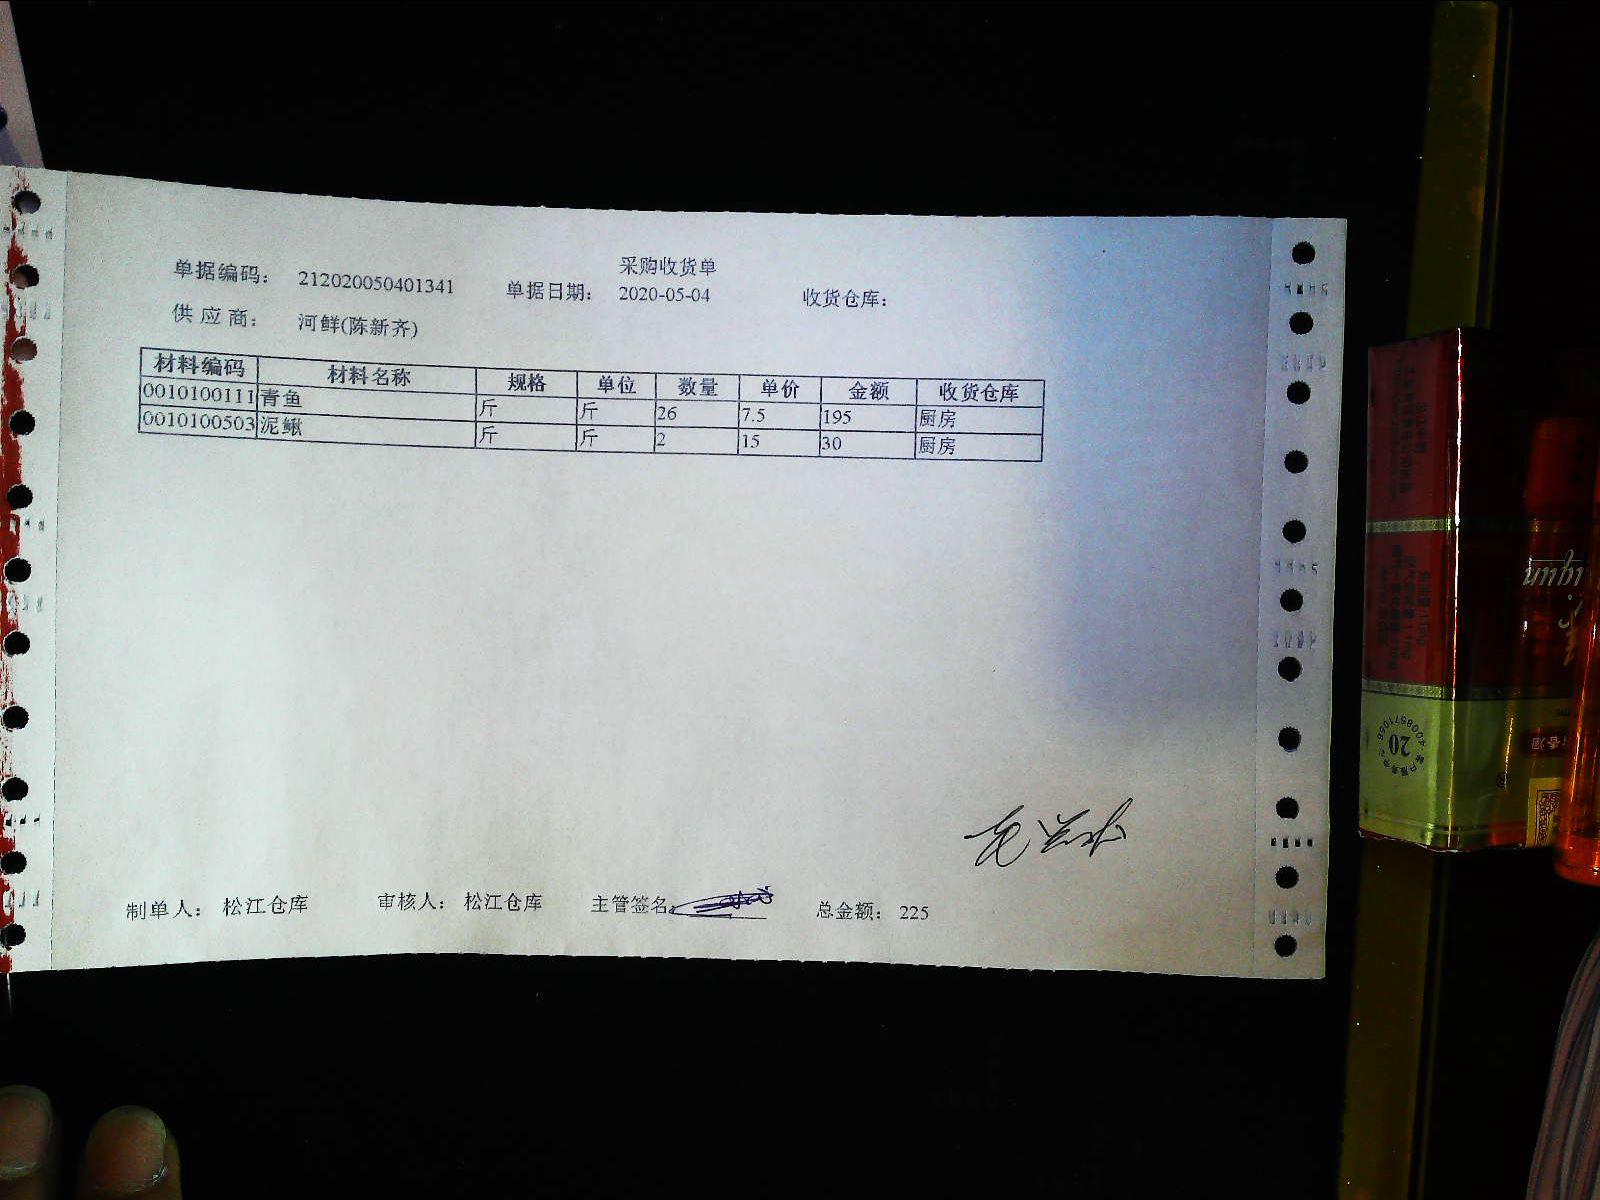 采购收货单
单据编码： 212020050401341 单据日期： 2020-05-04 收货仓库：
供 应 商： 河鲜(陈新齐)
材料编码 材料名称 规格 单位 数量 单价 金额 收货仓库
0010100111 青鱼 斤 斤 26 7.5 195 厨房
0010100503 泥鳅 斤 斤 2 15 30 厨房
制单人： 松江仓库 审核人： 松江仓库 主管签名: 总金额： 225
20
4008571056